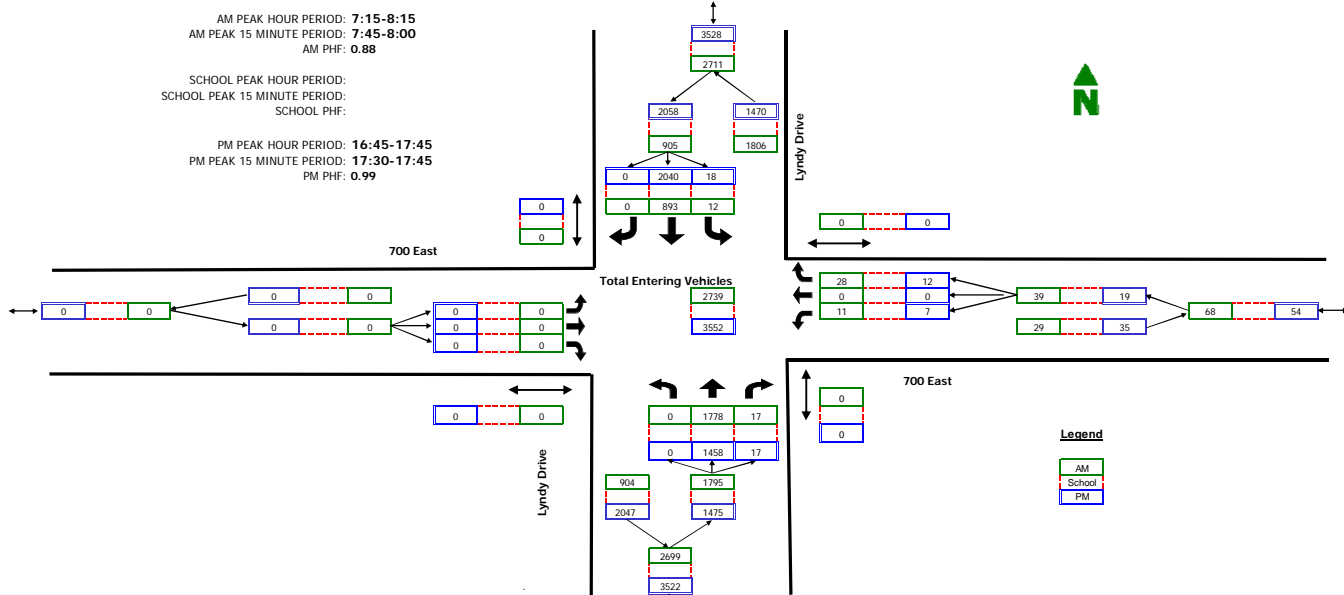 AM PEAK HOUR PERIOD: 7:15-8:15
AM PEAK 15 MINUTE PERIOD: 7:45-8:00
AM PHF: 0.88
SCHOOL PEAK HOUR PERIOD:
SCHOOL PEAK 15 MINUTE PERIOD:
SCHOOL PHF:
PM PEAK HOUR PERIOD: 16:45-17:45
PM PEAK 15 MINUTE PERIOD: 17:30-17:45
PM PHF: 0.99
3528
2711
2058 1470
905 1806
0 2040 18
0 893 12
Lyndy Drive
N
0
0
700 East
0 0
Total Entering Vehicles
2739
3552
0 0
0 0
0 0
0 0
0 0
0 0
28 12
0 0
11 7
39 19
29 35
68 54
700 East
0 0
Lyndy Drive
0 1778 17
0 1458 17
904 1795
2047 1475
2699
3522
0
0
Legend
AM
School
PM